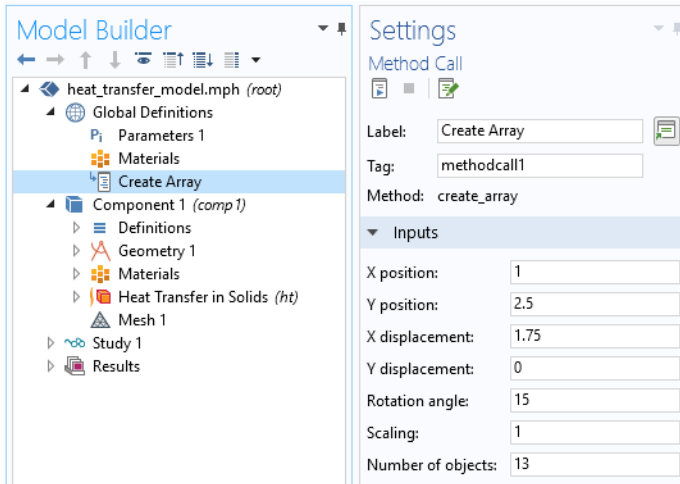 Model Builder
heat_transfer_model.mph (root)
Global Definitions
Pi Parameters 1
Materials
Create Array
Component 1 (comp1)
Definitions
Geometry 1
Materials
Heat Transfer in Solids (ht)
Mesh 1
Study 1
Results
Settings
Method Call
Label: Create Array
Tag: methodcall1
Method: create_array
Inputs
X position: 1
Y position: 2.5
X displacement: 1.75
Y displacement: 0
Rotation angle: 15
Scaling: 1
Number of objects: 13